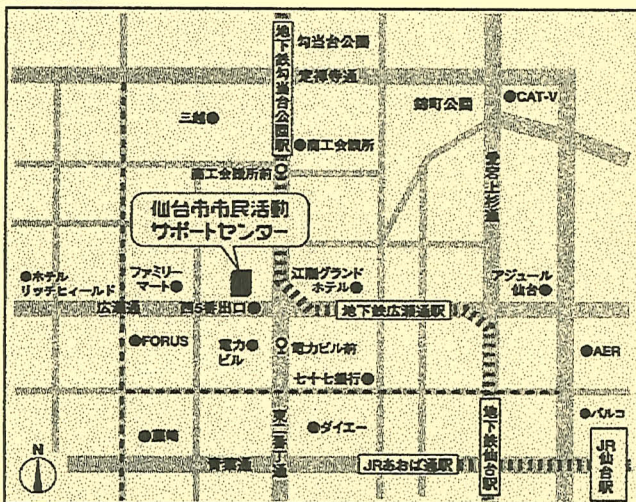 地下鉄勾当台公園駅
勾当台公園
定禅寺通
錦町公園
CAT-V
三越
商工会議所
商工会議所前
愛宕上杉通
仙台市市民活動
サポートセンター
ホテル
リッチヒィールド
ファミリー
マート
江陽グランド
ホテル
アジュール
仙台
広瀬通
西5番出口
地下鉄広瀬通駅
FORUS
電力
ビル
電力ビル前
AER
七十七銀行
東二番丁通
ダイエー
地下鉄仙台駅
パルコ
JR仙台駅
N
青葉通
JRあおば通駅